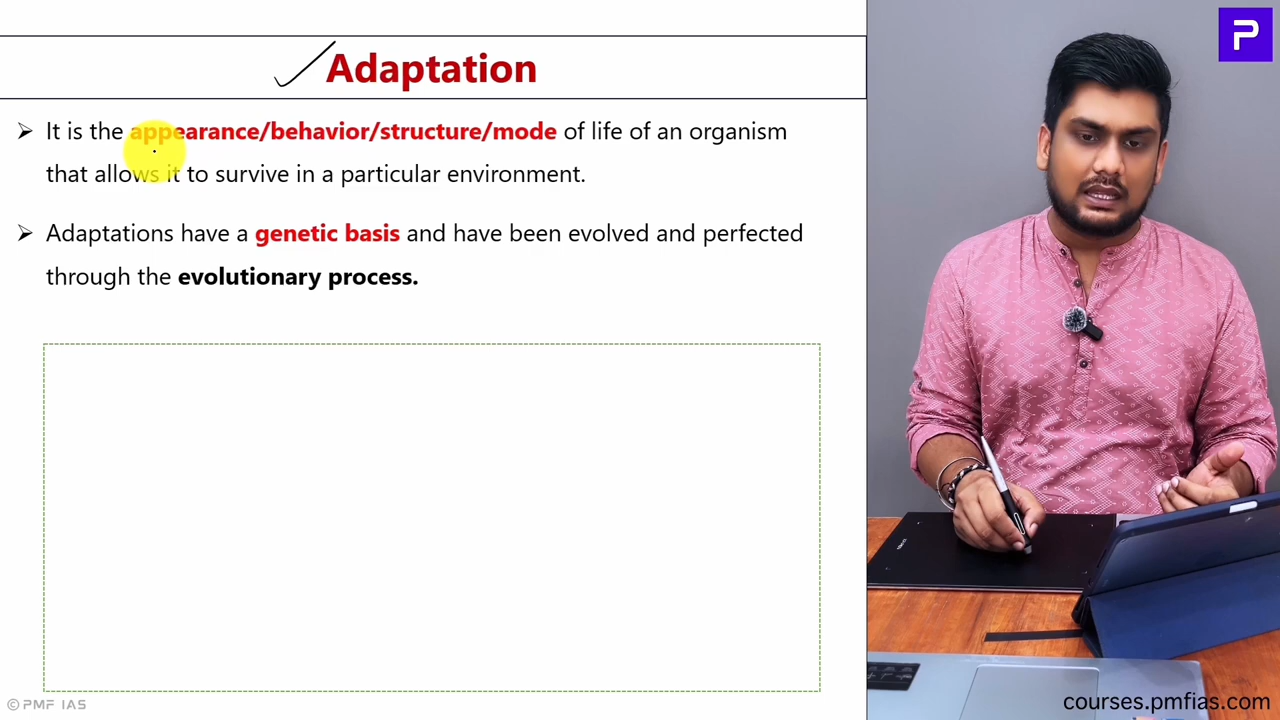 Adaptation
➢ It is the appearance/behavior/structure/mode of life of an organism
that allows it to survive in a particular environment.
➢ Adaptations have a genetic basis and have been evolved and perfected
through the evolutionary process.
© PMF IAS
courses.pmfias.com
P